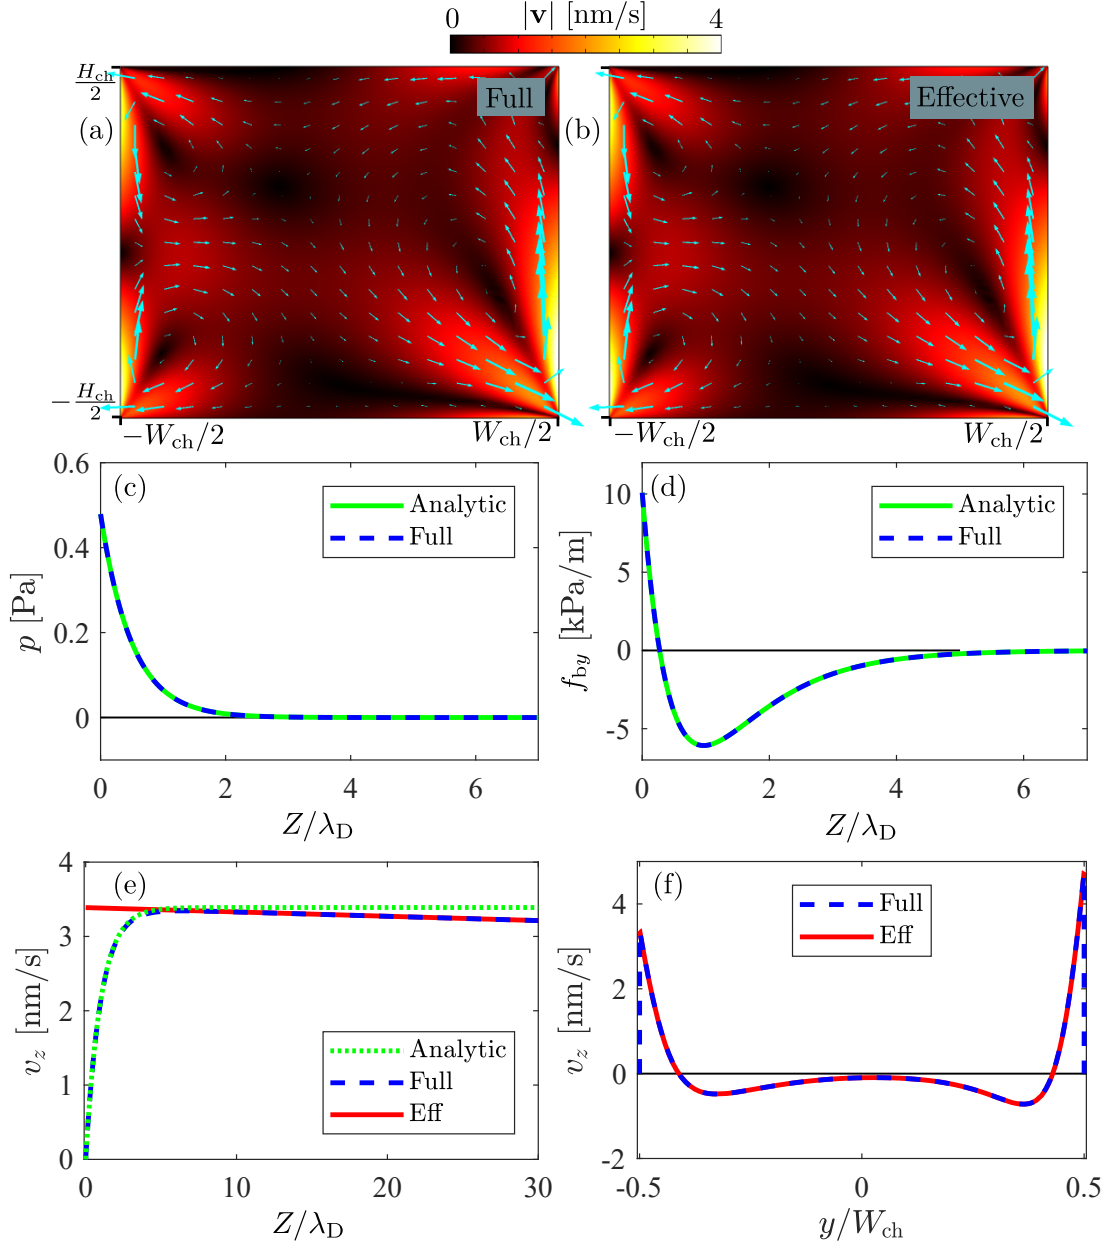 0 |v| [nm/s] 4
H_ch/2
(a)
Full
(b)
Effective
-H_ch/2
-W_ch/2 W_ch/2 -W_ch/2 W_ch/2
(c)
Analytic
Full
0.6
0.4
0.2
0
p [Pa]
0 2 4 6
Z/λ_D
(d)
Analytic
Full
10
5
0
-5
f_by [kPa/m]
0 2 4 6
Z/λ_D
(e)
4
3
2
1
0
v_z [nm/s]
Analytic
Full
Eff
0 10 20 30
Z/λ_D
(f)
Full
Eff
4
2
0
-2
v_z [nm/s]
-0.5 0 0.5
y/W_ch